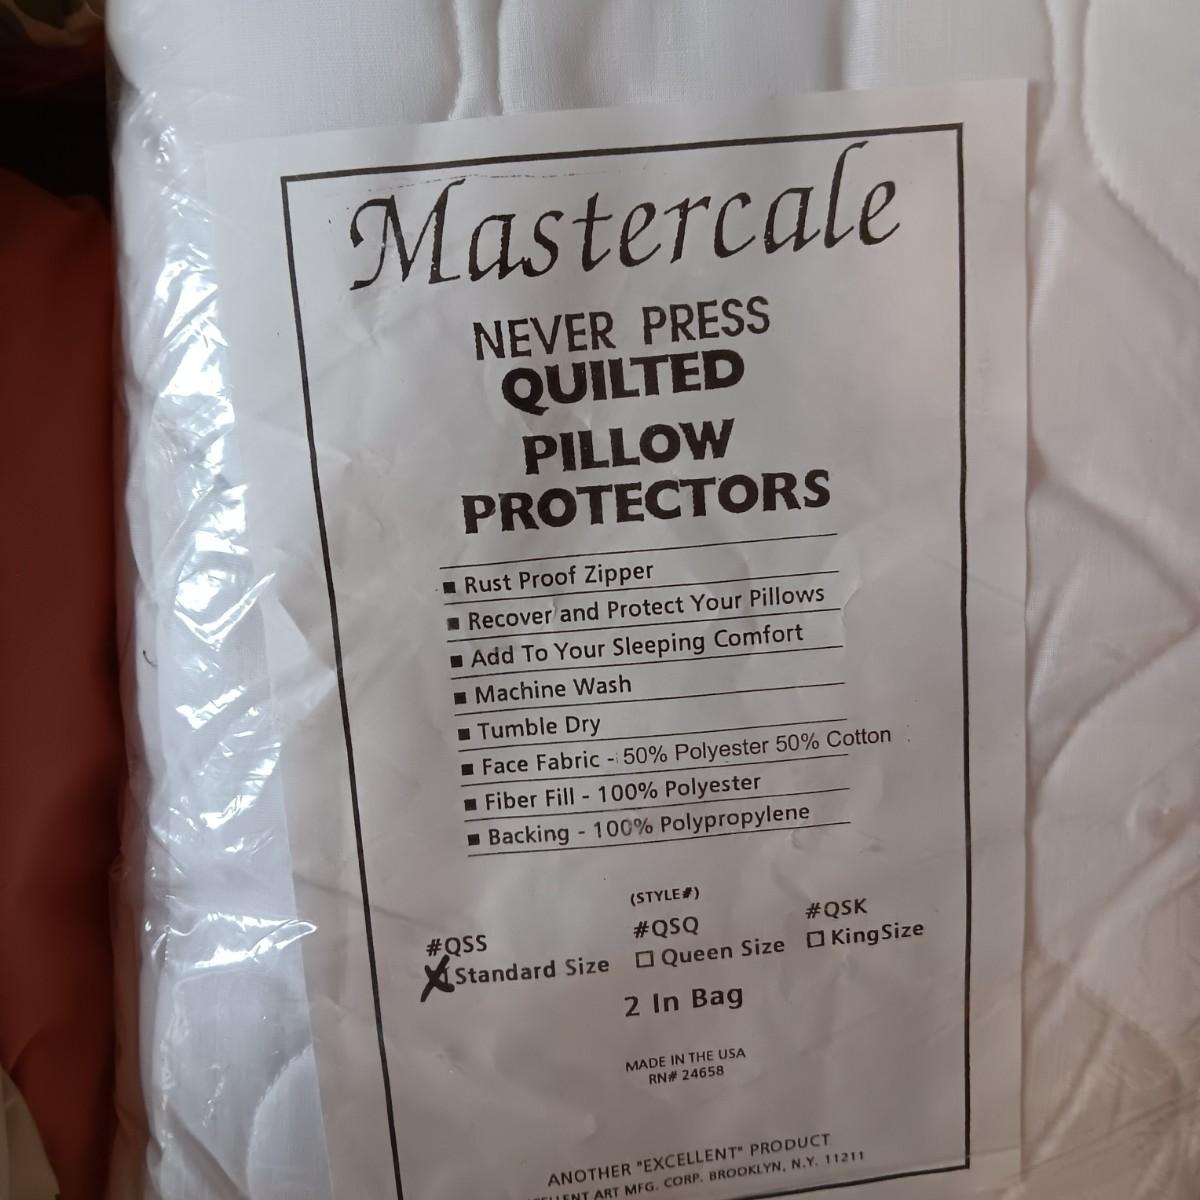 Mastercale
NEVER PRESS
QUILTED
PILLOW
PROTECTORS
■ Rust Proof Zipper
■ Recover and Protect Your Pillows
■ Add To Your Sleeping Comfort
■ Machine Wash
■ Tumble Dry
■ Face Fabric - 50% Polyester 50% Cotton
■ Fiber Fill - 100% Polyester
■ Backing - 100% Polypropylene
(STYLE#)
#QSS #QSQ #QSK
☒ Standard Size ☐ Queen Size ☐ KingSize
2 In Bag
MADE IN THE USA
RN# 24658
ANOTHER "EXCELLENT" PRODUCT
ART MFG. CORP. BROOKLYN, N.Y. 11211